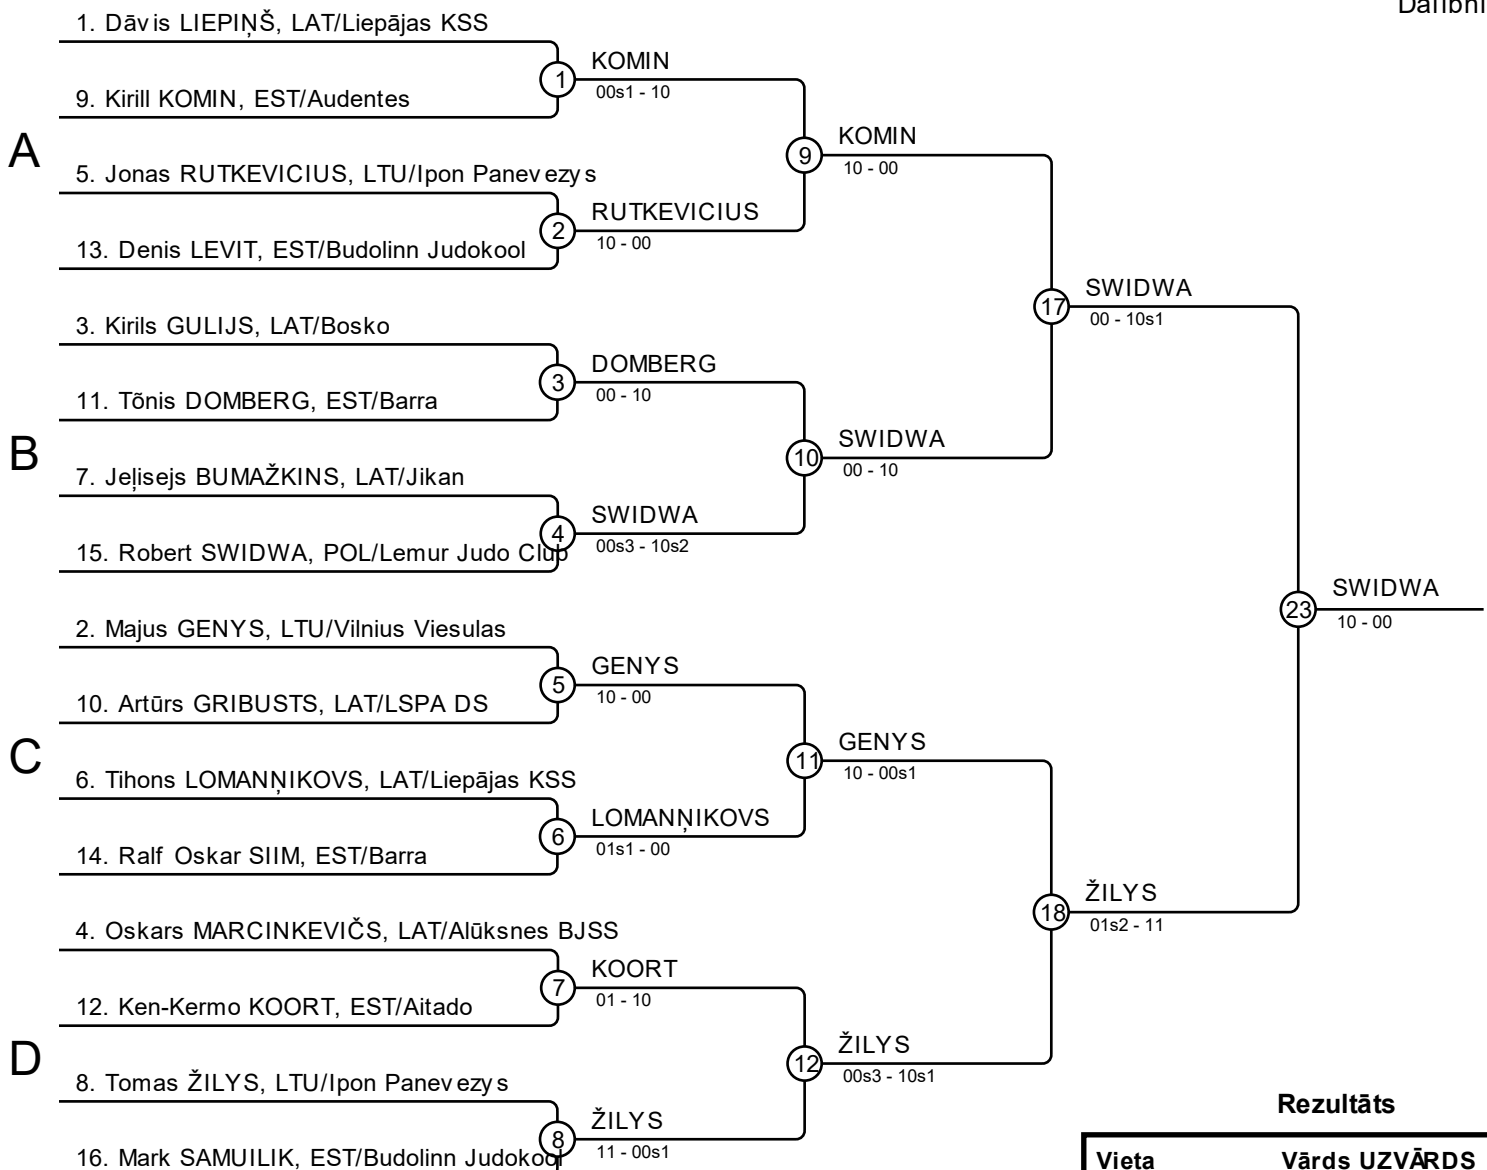 Dalībni
1. Dāvis LIEPIŅŠ, LAT/Liepājas KSS
KOMIN
1
00s1 - 10
9. Kirill KOMIN, EST/Audentes
KOMIN
A
9
10 - 00
5. Jonas RUTKEVICIUS, LTU/Ipon Panevezys
RUTKEVICIUS
2
10 - 00
13. Denis LEVIT, EST/Budolinn Judokool
SWIDWA
17
00 - 10s1
3. Kirils GULIJS, LAT/Bosko
DOMBERG
3
00 - 10
11. Tõnis DOMBERG, EST/Barra
SWIDWA
B
10
00 - 10
7. Jeļisejs BUMAŽKINS, LAT/Jikan
SWIDWA
4
00s3 - 10s2
15. Robert SWIDWA, POL/Lemur Judo Club
SWIDWA
23
10 - 00
2. Majus GENYS, LTU/Vilnius Viesulas
GENYS
5
10 - 00
10. Artūrs GRIBUSTS, LAT/LSPA DS
GENYS
C
11
10 - 00s1
6. Tihons LOMANŅIKOVS, LAT/Liepājas KSS
LOMANŅIKOVS
6
01s1 - 00
14. Ralf Oskar SIIM, EST/Barra
ŽILYS
18
01s2 - 11
4. Oskars MARCINKEVIČS, LAT/Alūksnes BJSS
KOORT
7
01 - 10
12. Ken-Kermo KOORT, EST/Aitado
ŽILYS
D
12
00s3 - 10s1
8. Tomas ŽILYS, LTU/Ipon Panevezys
ŽILYS
8
11 - 00s1
16. Mark SAMUILIK, EST/Budolinn Judokool
Rezultāts
Vieta Vārds UZVĀRDS